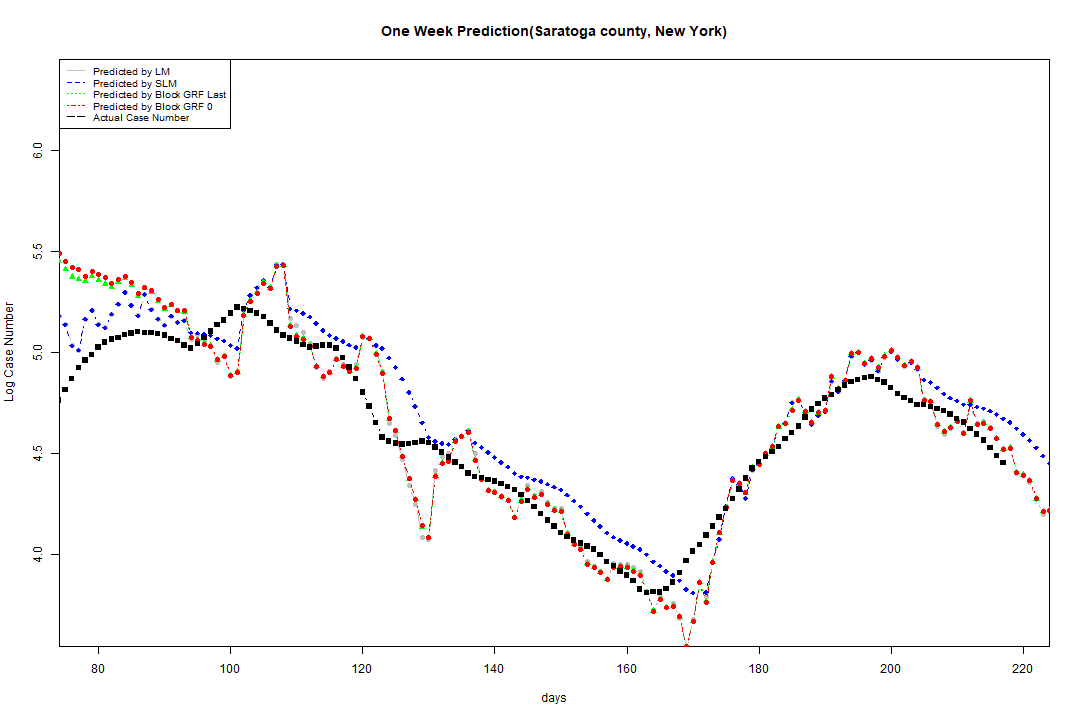 One Week Prediction(Saratoga county, New York)
Predicted by LM
Predicted by SLM
Predicted by Block GRF Last
Predicted by Block GRF 0
Actual Case Number
6.0
5.5
5.0
4.5
4.0
Log Case Number
80 100 120 140 160 180 200 220
days